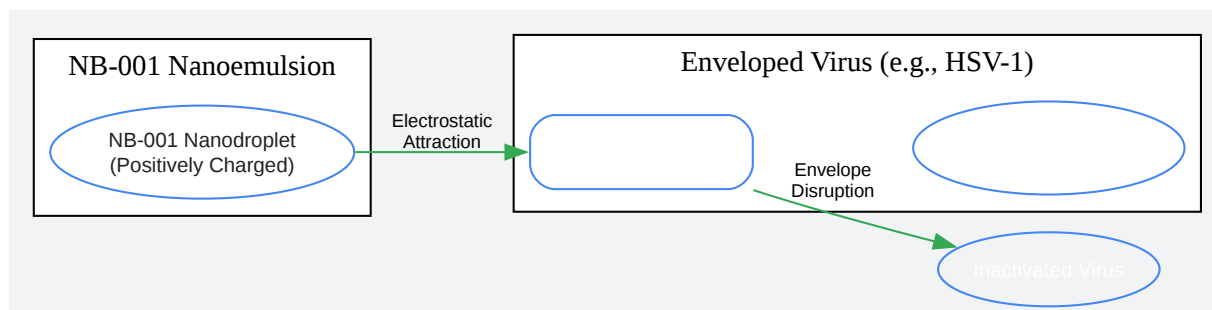 NB-001 Nanoemulsion
Enveloped Virus (e.g., HSV-1)
NB-001 Nanodroplet
(Positively Charged)
Electrostatic
Attraction
Envelope
Disruption
Inactivated Virus